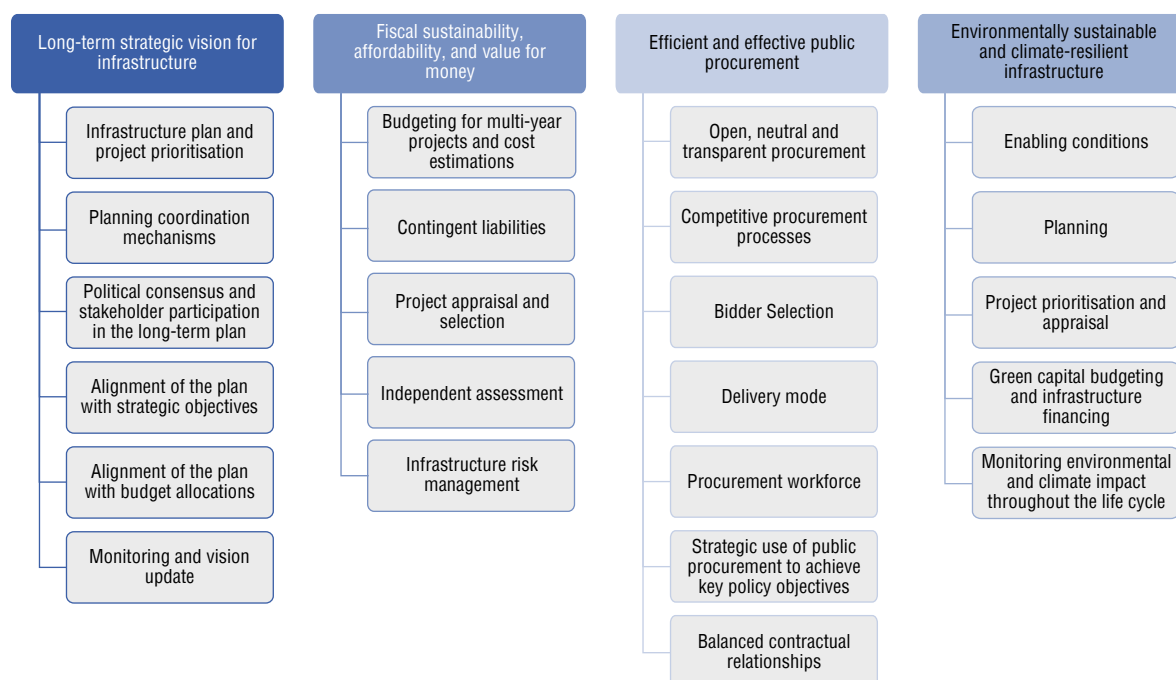 Long-term strategic vision for
infrastructure
Infrastructure plan and
project prioritisation
Planning coordination
mechanisms
Political consensus and
stakeholder participation
in the long-term plan
Alignment of the plan
with strategic objectives
Alignment of the plan
with budget allocations
Monitoring and vision
update
Fiscal sustainability,
affordability, and value for
money
Budgeting for multi-year
projects and cost
estimations
Contingent liabilities
Project appraisal and
selection
Independent assessment
Infrastructure risk
management
Efficient and effective public
procurement
Open, neutral and
transparent procurement
Competitive procurement
processes
Bidder Selection
Delivery mode
Procurement workforce
Strategic use of public
procurement to achieve
key policy objectives
Balanced contractual
relationships
Environmentally sustainable
and climate-resilient
infrastructure
Enabling conditions
Planning
Project prioritisation and
appraisal
Green capital budgeting
and infrastructure
financing
Monitoring environmental
and climate impact
throughout the life cycle